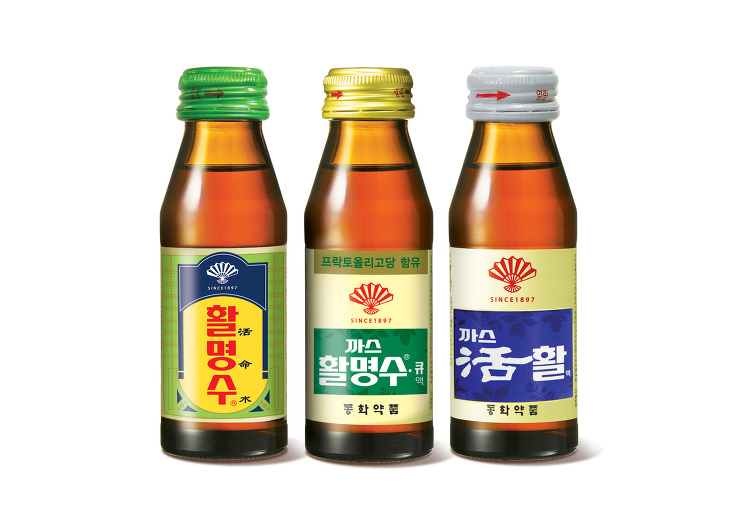 SINCE1897
활명수®
活命水
프락토올리고당 함유
SINCE1897
까스
활명수®·큐
액
동화약품
열림
SINCE1897
까스
活활
액
동화약품